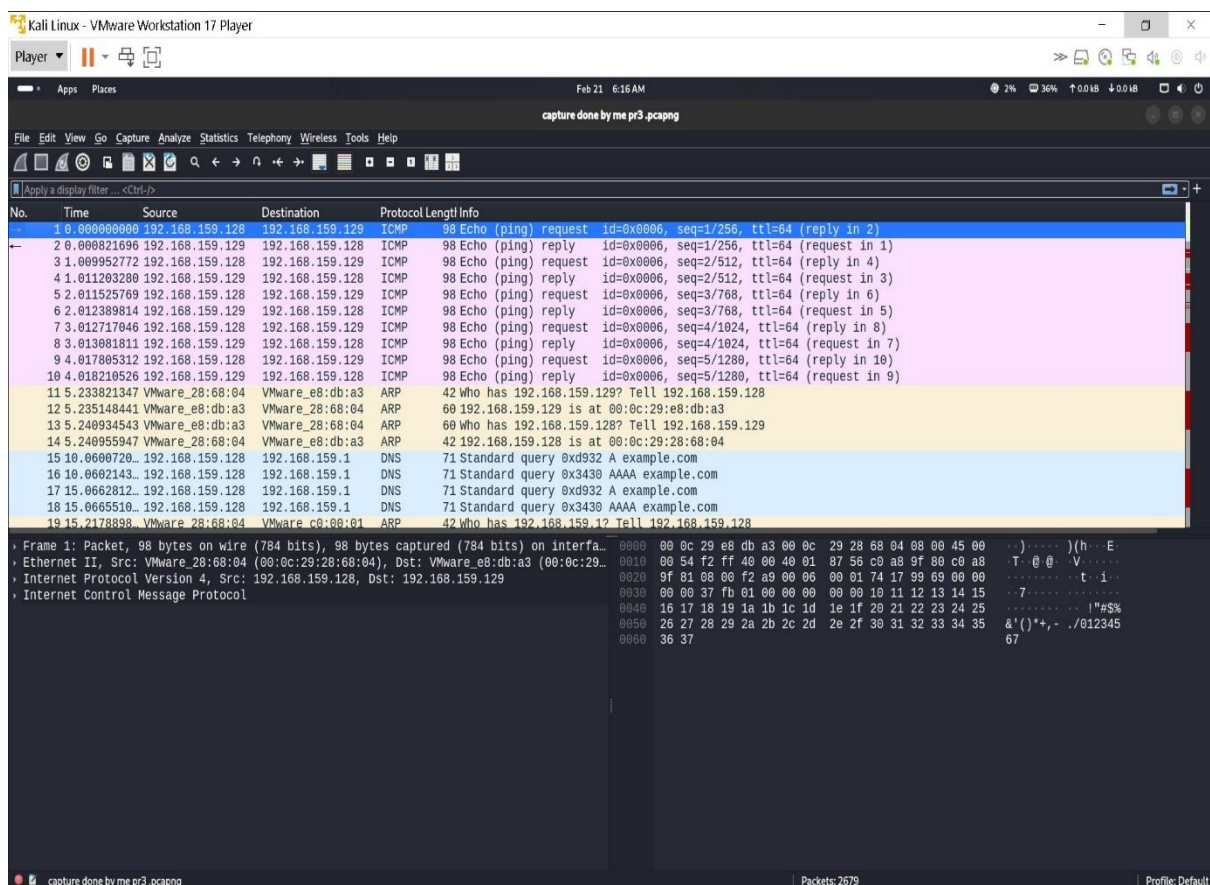 Kali Linux - VMware Workstation 17 Player
Player
Apps Places Feb 21 6:16 AM 2% 36% ↑0.0 kB ↓0.0 kB
capture done by me pr3 .pcapng
File Edit View Go Capture Analyze Statistics Telephony Wireless Tools Help
Apply a display filter ... <Ctrl-/>
No. Time Source Destination Protocol Length Info
1 0.000000000 192.168.159.128 192.168.159.129 ICMP 98 Echo (ping) request id=0x0006, seq=1/256, ttl=64 (reply in 2)
2 0.000821696 192.168.159.129 192.168.159.128 ICMP 98 Echo (ping) reply id=0x0006, seq=1/256, ttl=64 (request in 1)
3 1.009952772 192.168.159.128 192.168.159.129 ICMP 98 Echo (ping) request id=0x0006, seq=2/512, ttl=64 (reply in 4)
4 1.011203280 192.168.159.129 192.168.159.128 ICMP 98 Echo (ping) reply id=0x0006, seq=2/512, ttl=64 (request in 3)
5 2.011525769 192.168.159.128 192.168.159.129 ICMP 98 Echo (ping) request id=0x0006, seq=3/768, ttl=64 (reply in 6)
6 2.012389814 192.168.159.129 192.168.159.128 ICMP 98 Echo (ping) reply id=0x0006, seq=3/768, ttl=64 (request in 5)
7 3.012717046 192.168.159.128 192.168.159.129 ICMP 98 Echo (ping) request id=0x0006, seq=4/1024, ttl=64 (reply in 8)
8 3.013081811 192.168.159.129 192.168.159.128 ICMP 98 Echo (ping) reply id=0x0006, seq=4/1024, ttl=64 (request in 7)
9 4.017805312 192.168.159.128 192.168.159.129 ICMP 98 Echo (ping) request id=0x0006, seq=5/1280, ttl=64 (reply in 10)
10 4.018210526 192.168.159.129 192.168.159.128 ICMP 98 Echo (ping) reply id=0x0006, seq=5/1280, ttl=64 (request in 9)
11 5.233821347 VMware_28:68:04 VMware_e8:db:a3 ARP 42 Who has 192.168.159.129? Tell 192.168.159.128
12 5.235148441 VMware_e8:db:a3 VMware_28:68:04 ARP 60 192.168.159.129 is at 00:0c:29:e8:db:a3
13 5.240934543 VMware_e8:db:a3 VMware_28:68:04 ARP 60 Who has 192.168.159.128? Tell 192.168.159.129
14 5.240955947 VMware_28:68:04 VMware_e8:db:a3 ARP 42 192.168.159.128 is at 00:0c:29:28:68:04
15 10.0600720… 192.168.159.128 192.168.159.1 DNS 71 Standard query 0xd932 A example.com
16 10.0602143… 192.168.159.128 192.168.159.1 DNS 71 Standard query 0x3430 AAAA example.com
17 15.0662812… 192.168.159.128 192.168.159.1 DNS 71 Standard query 0xd932 A example.com
18 15.0665510… 192.168.159.128 192.168.159.1 DNS 71 Standard query 0x3430 AAAA example.com
19 15.2178898… VMware_28:68:04 VMware_c0:00:01 ARP 42 Who has 192.168.159.1? Tell 192.168.159.128
Frame 1: Packet, 98 bytes on wire (784 bits), 98 bytes captured (784 bits) on interfa…
Ethernet II, Src: VMware_28:68:04 (00:0c:29:28:68:04), Dst: VMware_e8:db:a3 (00:0c:29…
Internet Protocol Version 4, Src: 192.168.159.128, Dst: 192.168.159.129
Internet Control Message Protocol
0000 00 0c 29 e8 db a3 00 0c 29 28 68 04 08 00 45 00 ··)·····)(h···E·
0010 00 54 f2 ff 40 00 40 01 87 56 c0 a8 9f 80 c0 a8 ·T··@·@··V······
0020 9f 81 08 00 f2 a9 00 06 00 01 74 17 99 69 00 00 ··········t··i··
0030 00 00 37 fb 01 00 00 00 00 00 10 11 12 13 14 15 ··7·············
0040 16 17 18 19 1a 1b 1c 1d 1e 1f 20 21 22 23 24 25 ·········· !"#$%
0050 26 27 28 29 2a 2b 2c 2d 2e 2f 30 31 32 33 34 35 &'()*+,- ./012345
0060 36 37 67
capture done by me pr3 .pcapng Packets: 2679 Profile: Default